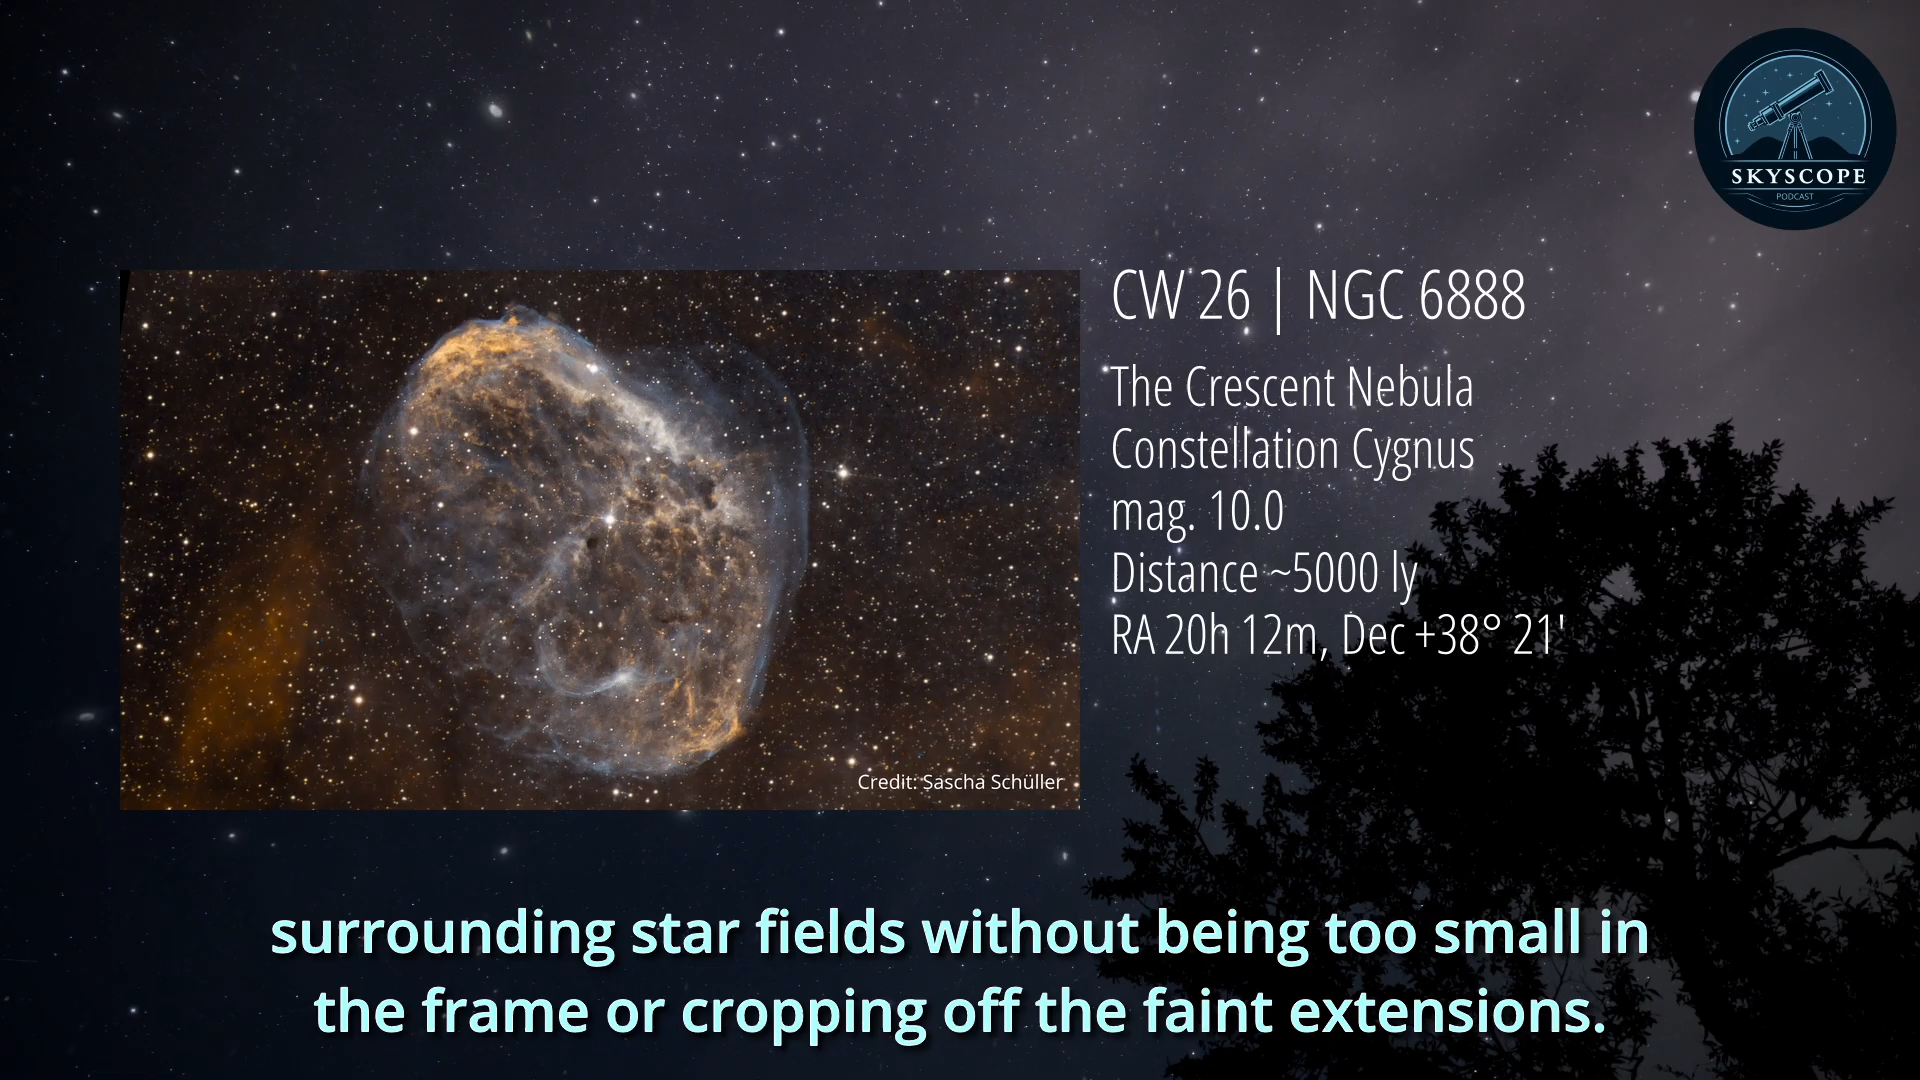 SKYSCOPE
PODCAST
CW 26 | NGC 6888
The Crescent Nebula
Constellation Cygnus
mag. 10.0
Distance ~5000 ly
RA 20h 12m, Dec +38° 21'
Credit: Sascha Schüller
surrounding star fields without being too small in
the frame or cropping off the faint extensions.